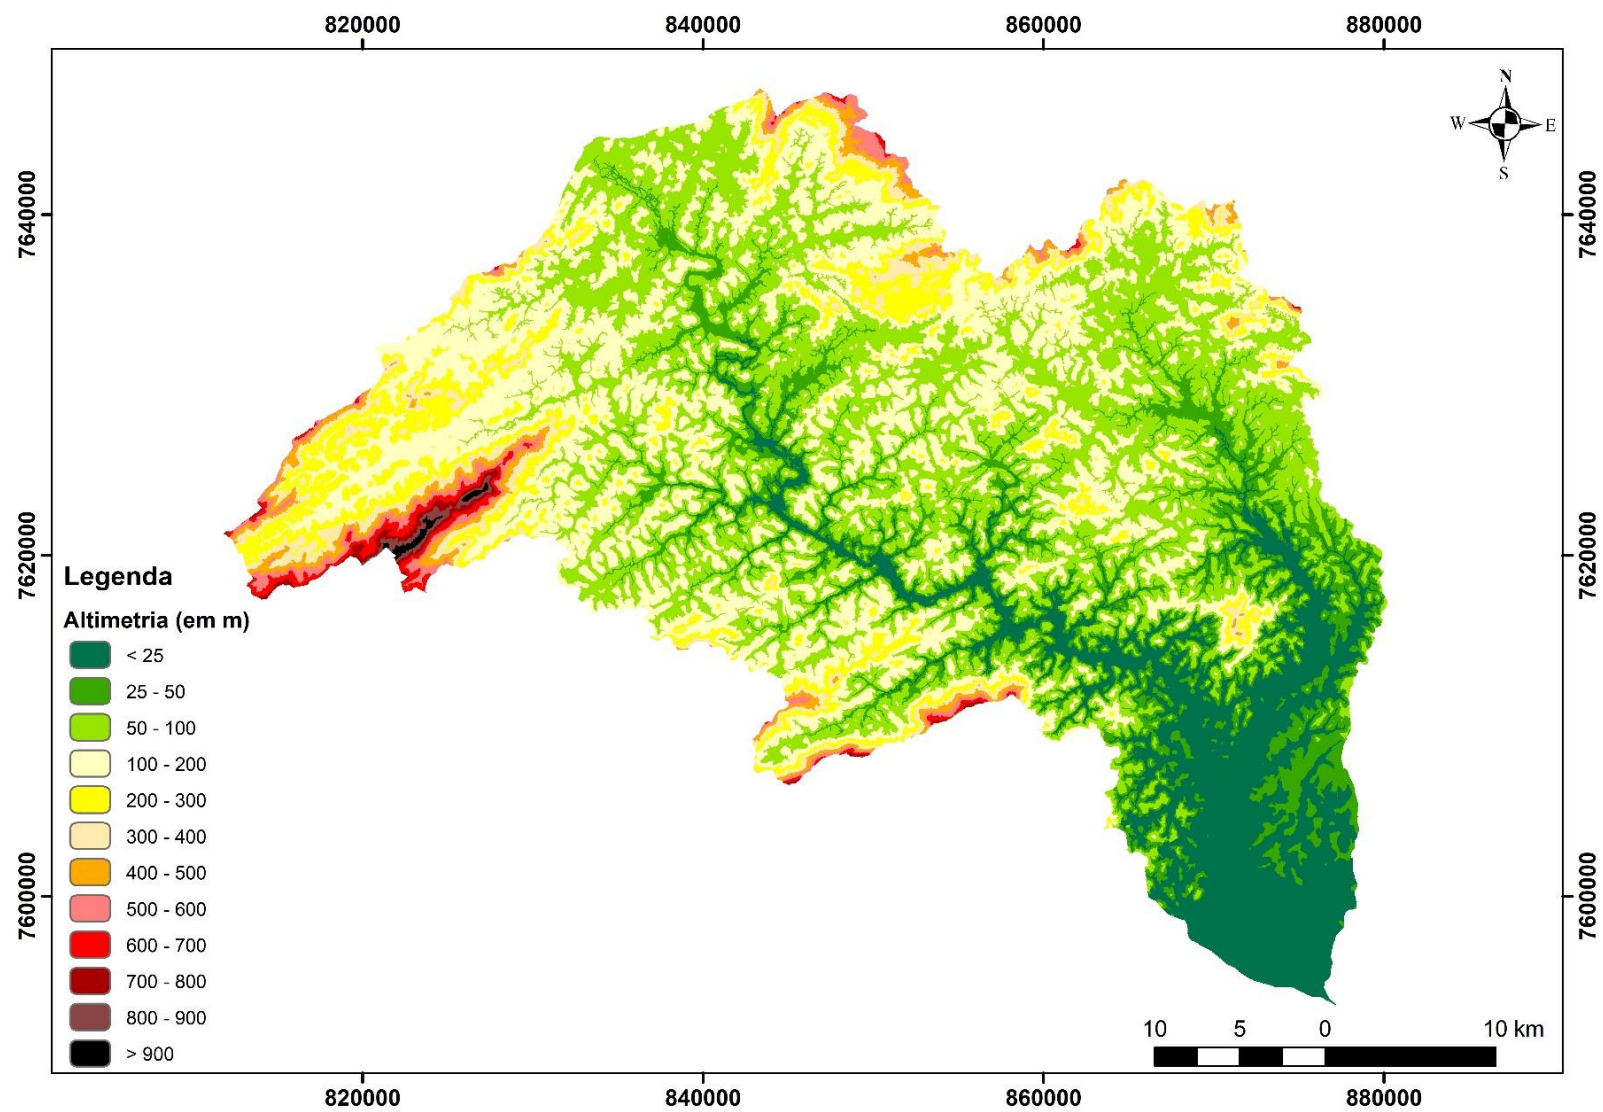 820000 840000 860000 880000
N
W E
S
7640000 7640000
7620000 7620000
7600000 7600000
Legenda
Altimetria (em m)
< 25
25 - 50
50 - 100
100 - 200
200 - 300
300 - 400
400 - 500
500 - 600
600 - 700
700 - 800
800 - 900
> 900
10 5 0 10 km
820000 840000 860000 880000